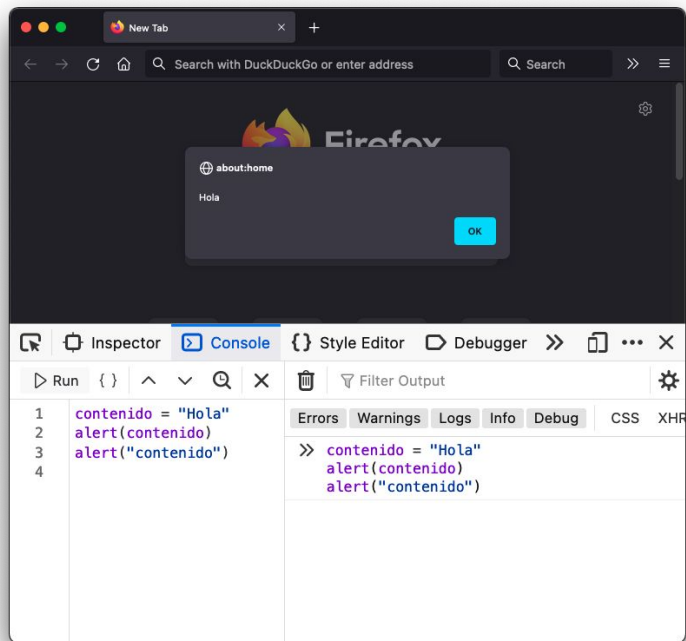 New Tab
Search with DuckDuckGo or enter address
Search
Firefox
about:home
Hola
OK
Inspector
Console
{} Style Editor
Debugger
Run { }
Filter Output
Errors Warnings Logs Info Debug CSS XHR
1 contenido = "Hola"
2 alert(contenido)
3 alert("contenido")
4
contenido = "Hola"
alert(contenido)
alert("contenido")